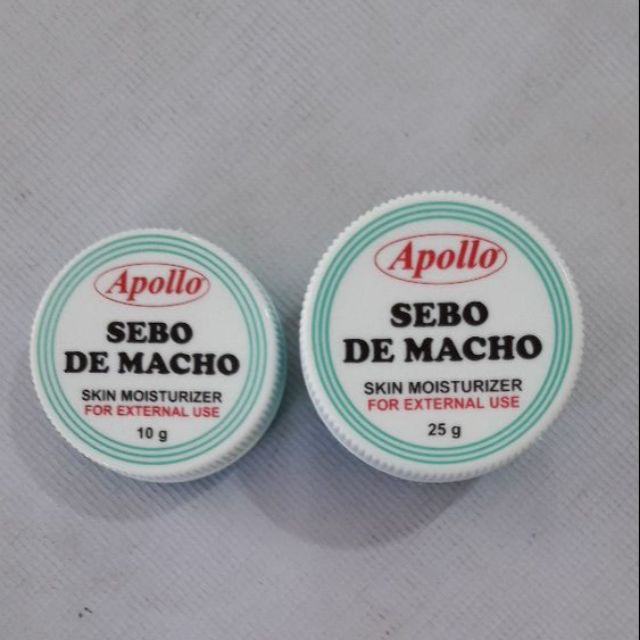 Apollo
SEBO
DE MACHO
SKIN MOISTURIZER
FOR EXTERNAL USE
10 g
Apollo
SEBO
DE MACHO
SKIN MOISTURIZER
FOR EXTERNAL USE
25 g